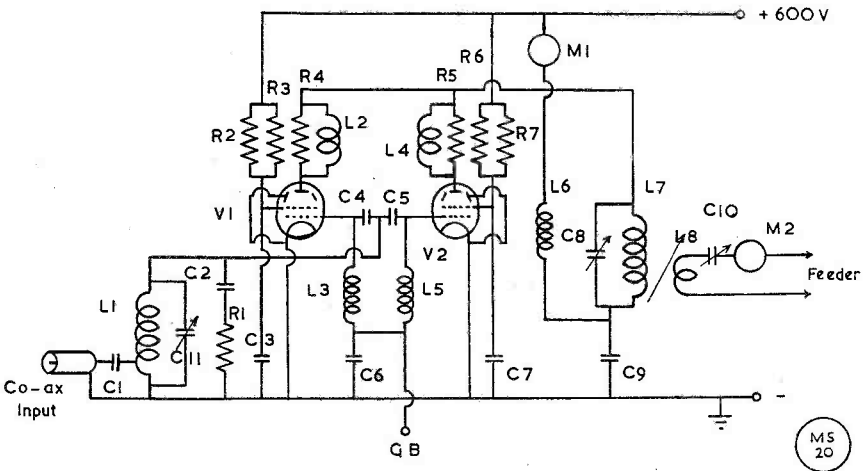 + 600 V
M1
R6
R4
R5
R3
L2
R2
R7
L4
L6
L7
C4
C5
C10
V1
M2
C8
L8
V2
C2
Feeder
L3
L5
L1
R1
C11
C3
C6
C7
C9
C1
Co-ax
Input
-
GB
MS
20